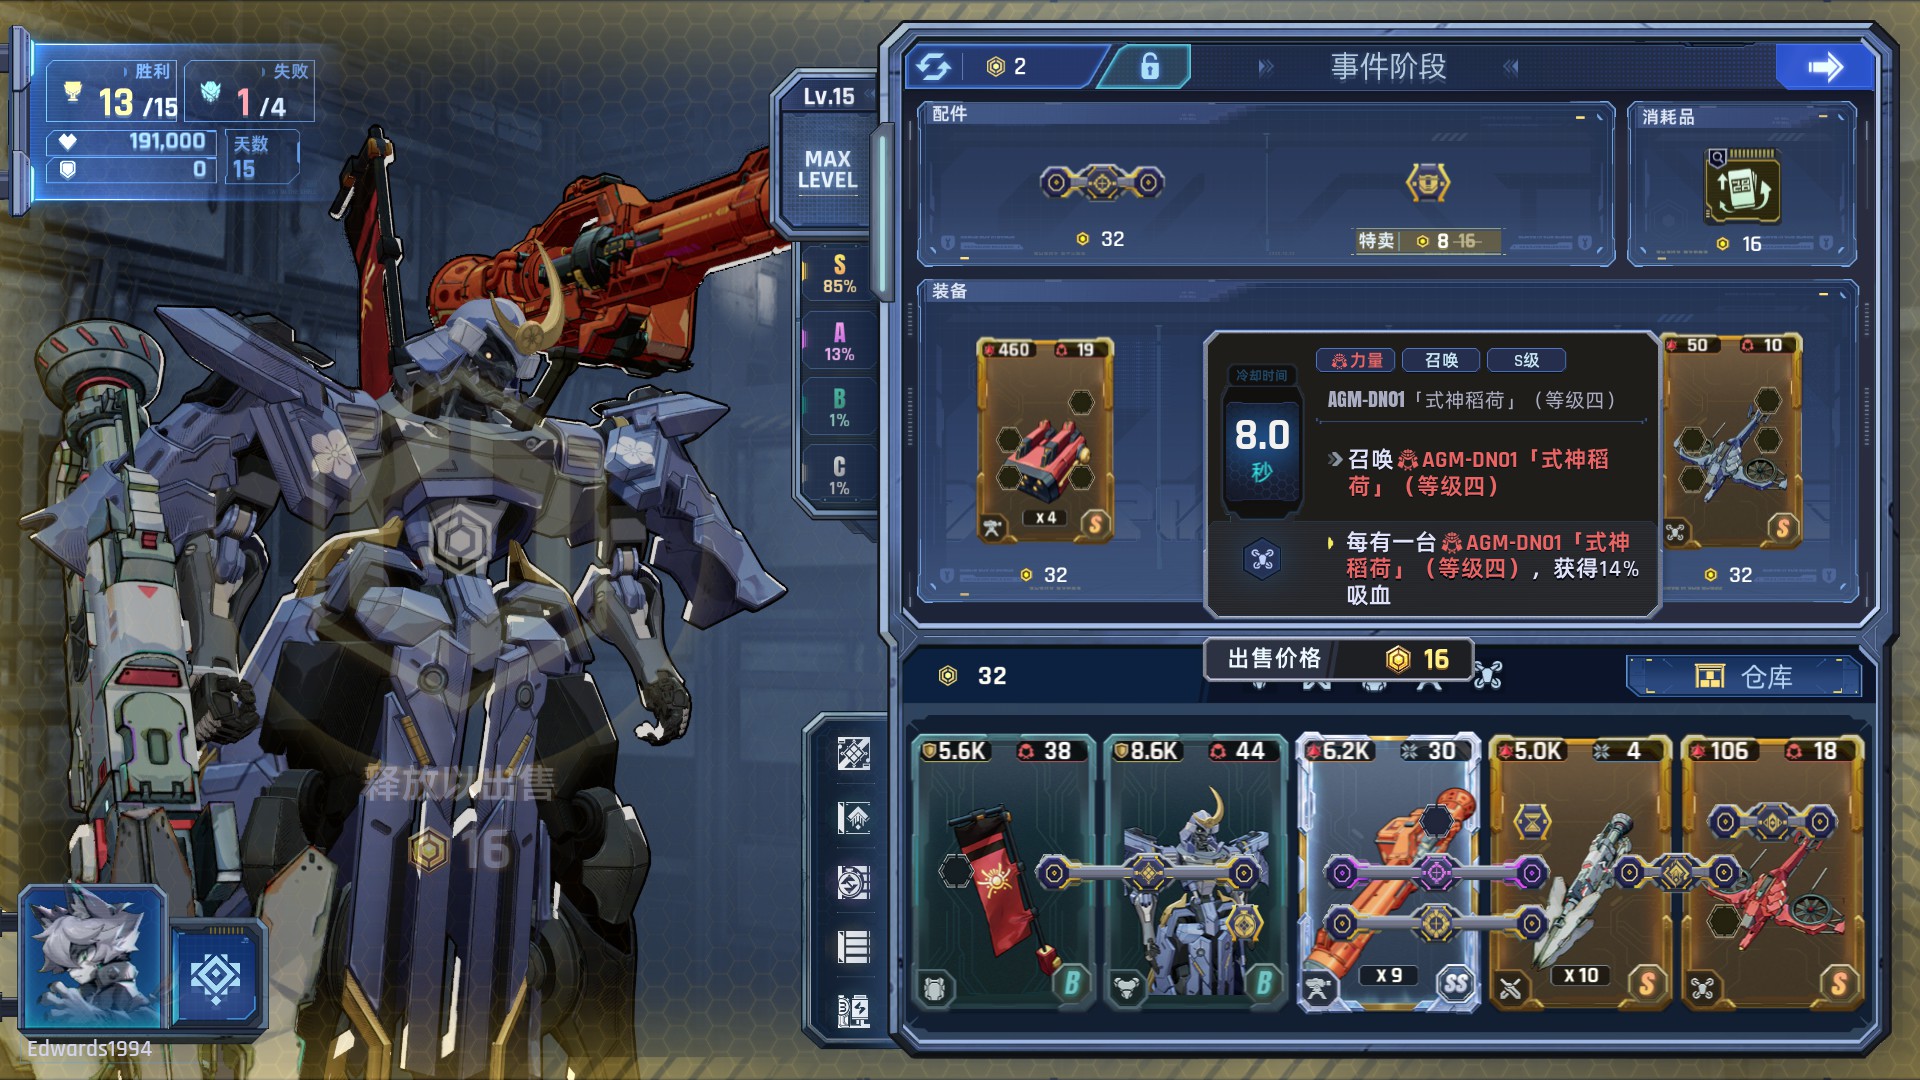 胜利
13 /15
失败
1 /4
191,000
0
天数
15
Lv.15
MAX LEVEL
S
85%
A
13%
B
1%
C
1%
2
事件阶段
配件
32
特卖 8 16
消耗品
16
装备
460 19
x4
S
32
力量 召唤 S级
冷却时间
8.0
秒
AGM-DN01「式神稻荷」（等级四）
召唤 AGM-DN01「式神稻
荷」（等级四）
每有一台 AGM-DN01「式神
稻荷」（等级四），获得14%
吸血
50 10
S
32
出售价格 16
32
仓库
5.6K 38
B
8.6K 44
B
6.2K 30
x9
SS
5.0K 4
x10
S
106 18
S
释放以出售
16
Edwards1994